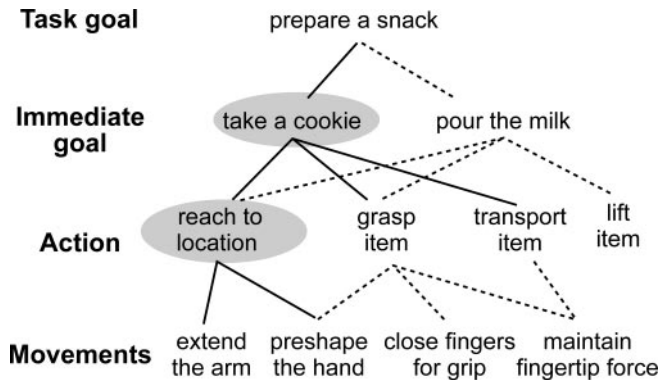 Task goal
prepare a snack
Immediate
goal
take a cookie
pour the milk
Action
reach to
location
grasp
item
transport
item
lift
item
Movements
extend
the arm
preshape
the hand
close fingers
for grip
maintain
fingertip force